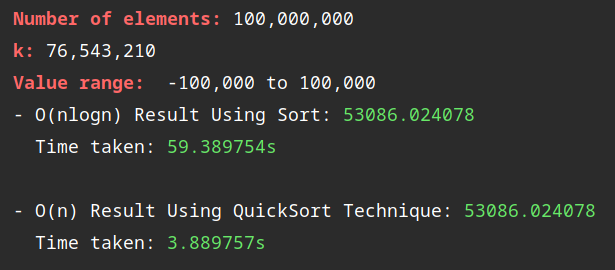 Number of elements: 100,000,000
k: 76,543,210
Value range:  -100,000 to 100,000
- O(nlogn) Result Using Sort: 53086.024078
  Time taken: 59.389754s

- O(n) Result Using QuickSort Technique: 53086.024078
  Time taken: 3.889757s